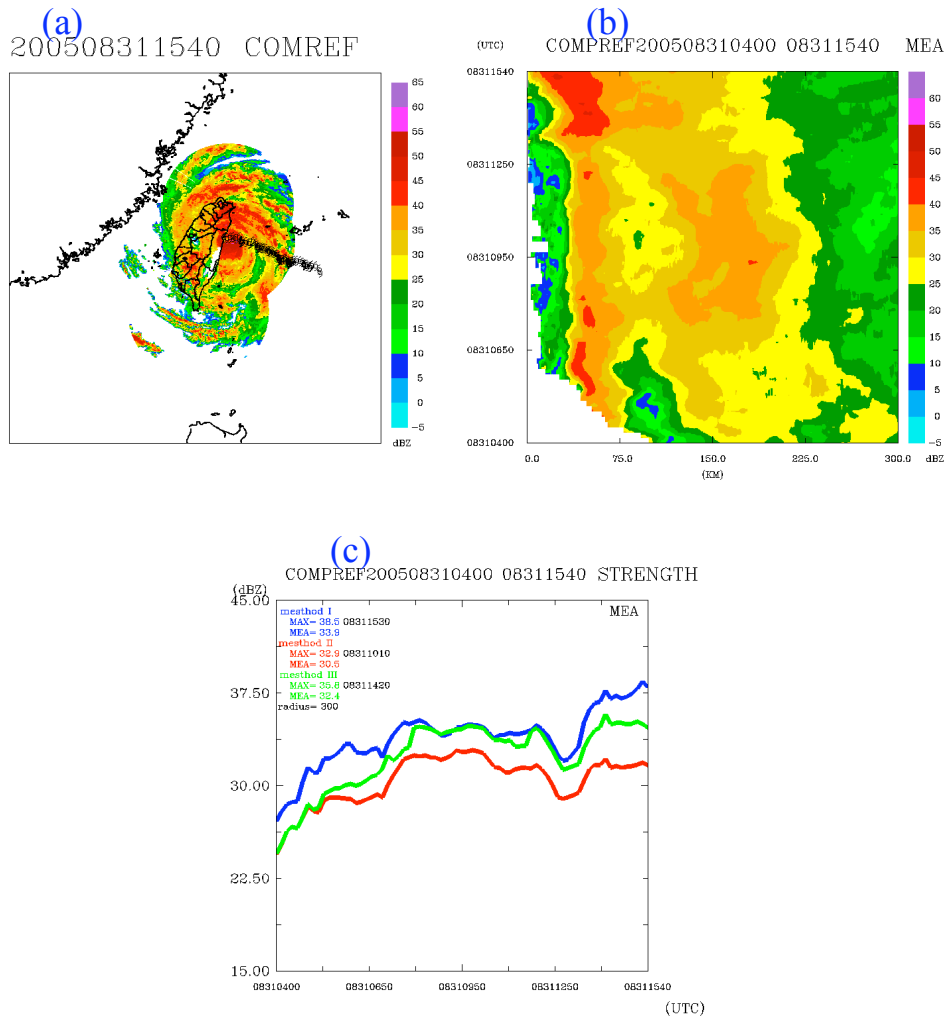 (a)
200508311540 COMREF
65
60
55
50
45
40
35
30
25
20
15
10
5
0
-5
dBZ
(b)
(UTC) COMPREF200508310400 08311540 MEA
08311540
08311250
08310950
08310650
08310400
0.0 75.0 150.0 225.0 300.0
(KM)
60
55
50
45
40
35
30
25
20
15
10
5
0
-5
dBZ
(c)
COMPREF200508310400 08311540 STRENGTH
(dBZ)
45.00
37.50
30.00
22.50
15.00
MEA
mesthod I
MAX= 38.5 08311530
MEA= 33.9
mesthod II
MAX= 32.9 08311010
MEA= 30.5
mesthod III
MAX= 35.8 08311420
MEA= 32.4
radius= 300
08310400 08310650 08310950 08311250 08311540
(UTC)